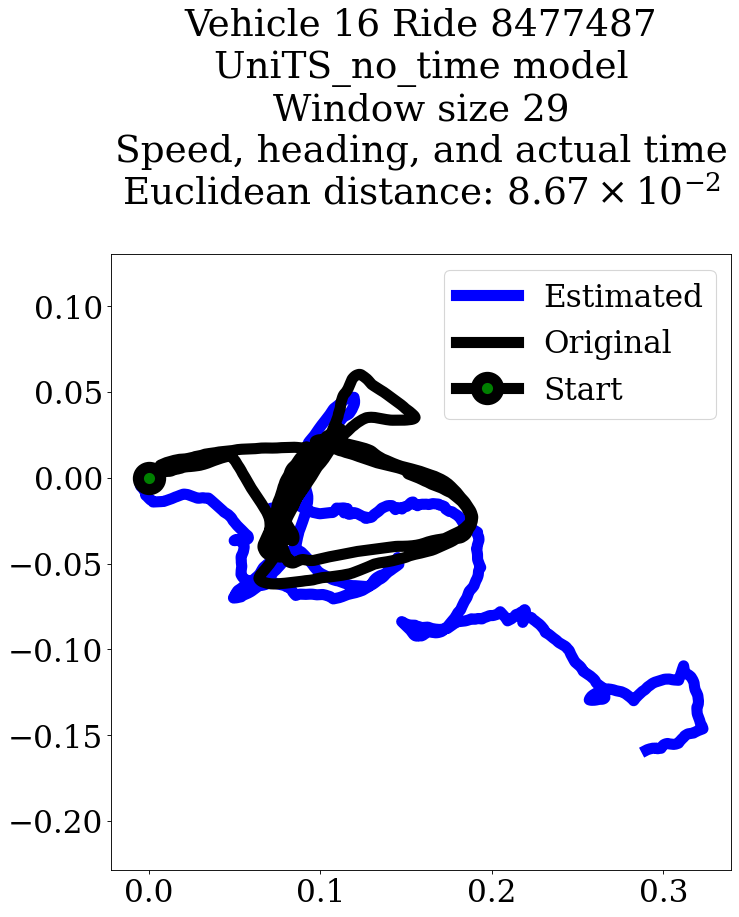 Vehicle 16 Ride 8477487
UniTS_no_time model
Window size 29
Speed, heading, and actual time
Euclidean distance: 8.67 × 10⁻²
Estimated
Original
Start
0.10
0.05
0.00
−0.05
−0.10
−0.15
−0.20
0.0 0.1 0.2 0.3